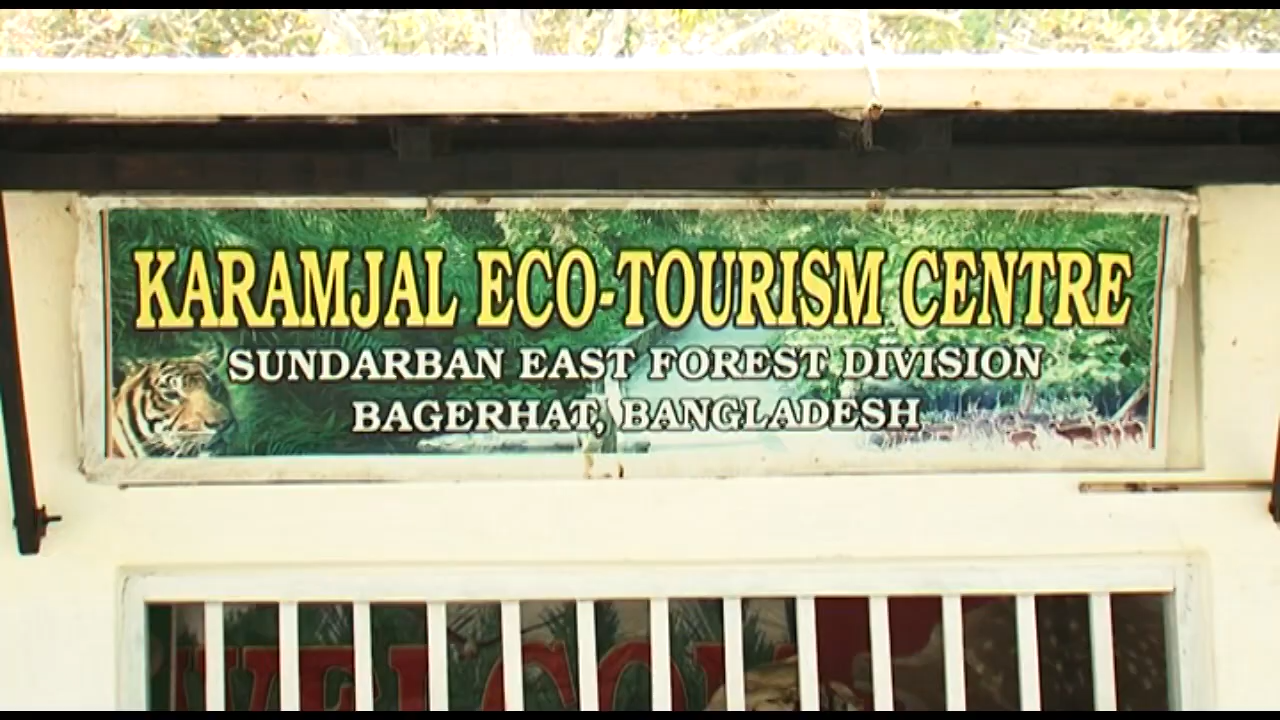 KARAMJAL ECO-TOURISM CENTRE
SUNDARBAN EAST FOREST DIVISION
BAGERHAT, BANGLADESH